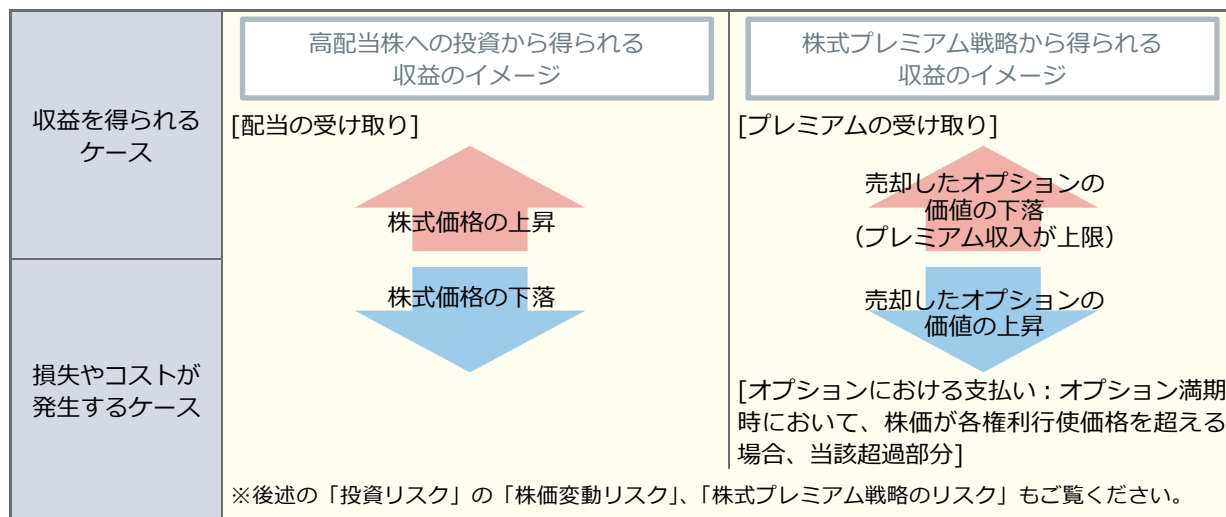 収益を得られる
ケース
高配当株への投資から得られる
収益のイメージ
[配当の受け取り]
株式価格の上昇
株式プレミアム戦略から得られる
収益のイメージ
[プレミアムの受け取り]
売却したオプションの
価値の下落
（プレミアム収入が上限）
損失やコストが
発生するケース
株式価格の下落
売却したオプションの
価値の上昇
[オプションにおける支払い：オプション満期
時において、株価が各権利行使価格を超える
場合、当該超過部分]
※後述の「投資リスク」の「株価変動リスク」、「株式プレミアム戦略のリスク」もご覧ください。